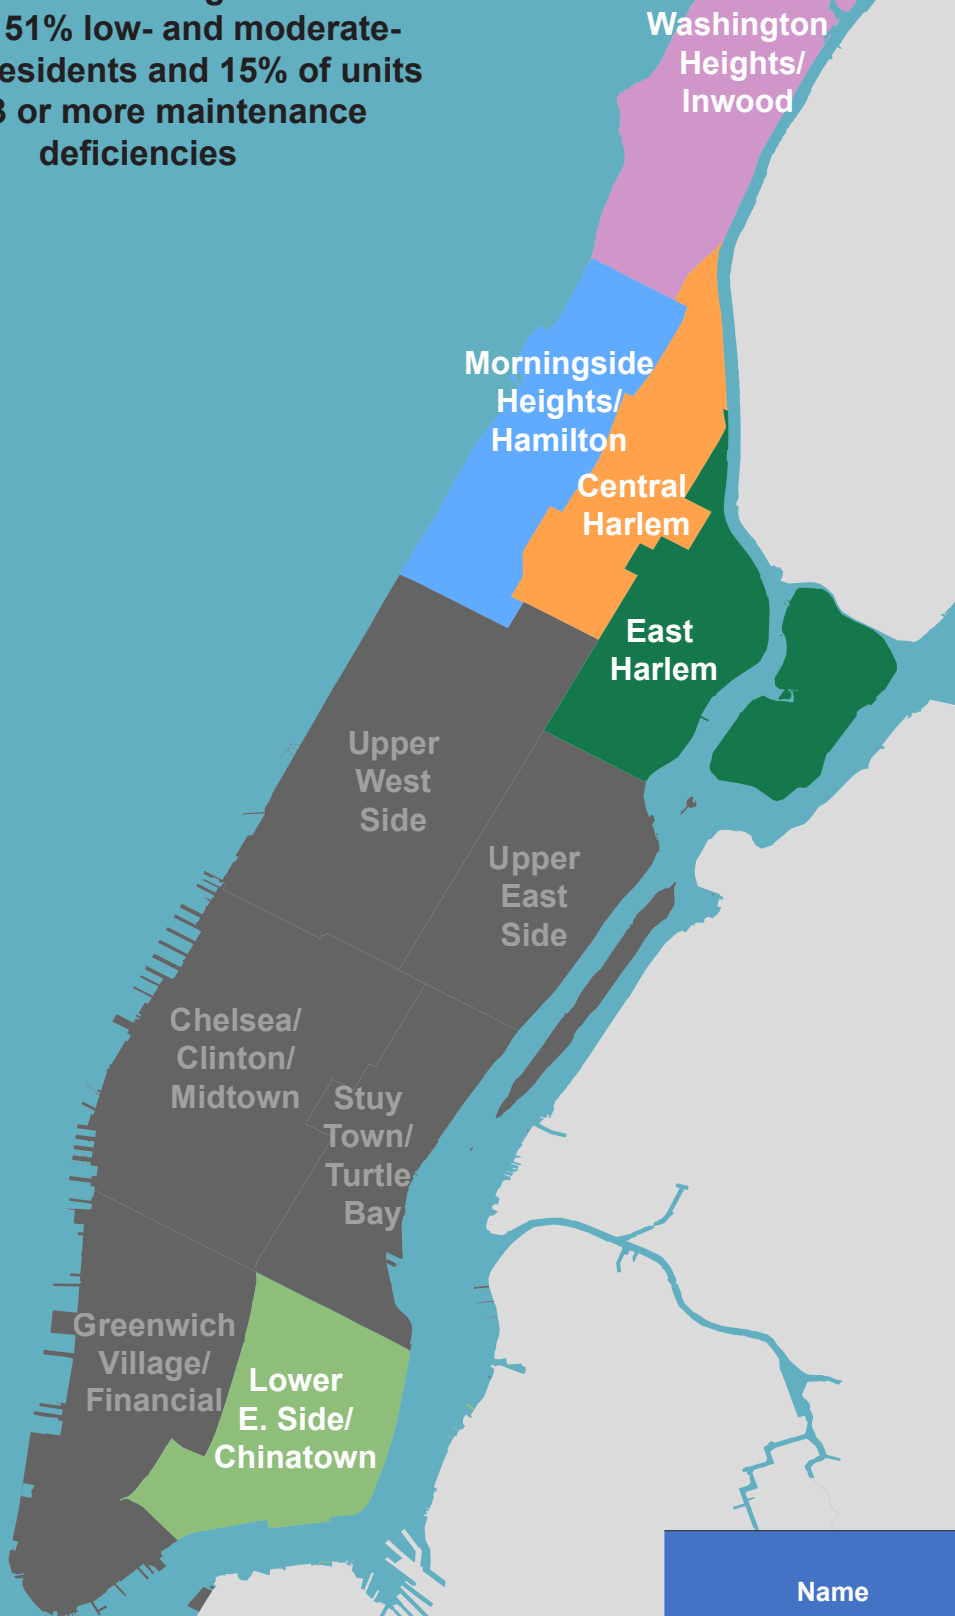 51% low- and moderate-
esidents and 15% of units
3 or more maintenance
deficiencies
Washington
Heights/
Inwood
Morningside
Heights/
Hamilton
Central
Harlem
East
Harlem
Upper
West
Side
Upper
East
Side
Chelsea/
Clinton/
Midtown
Stuy
Town/
Turtle
Bay
Greenwich
Village/
Financial
Lower
E. Side/
Chinatown
Name